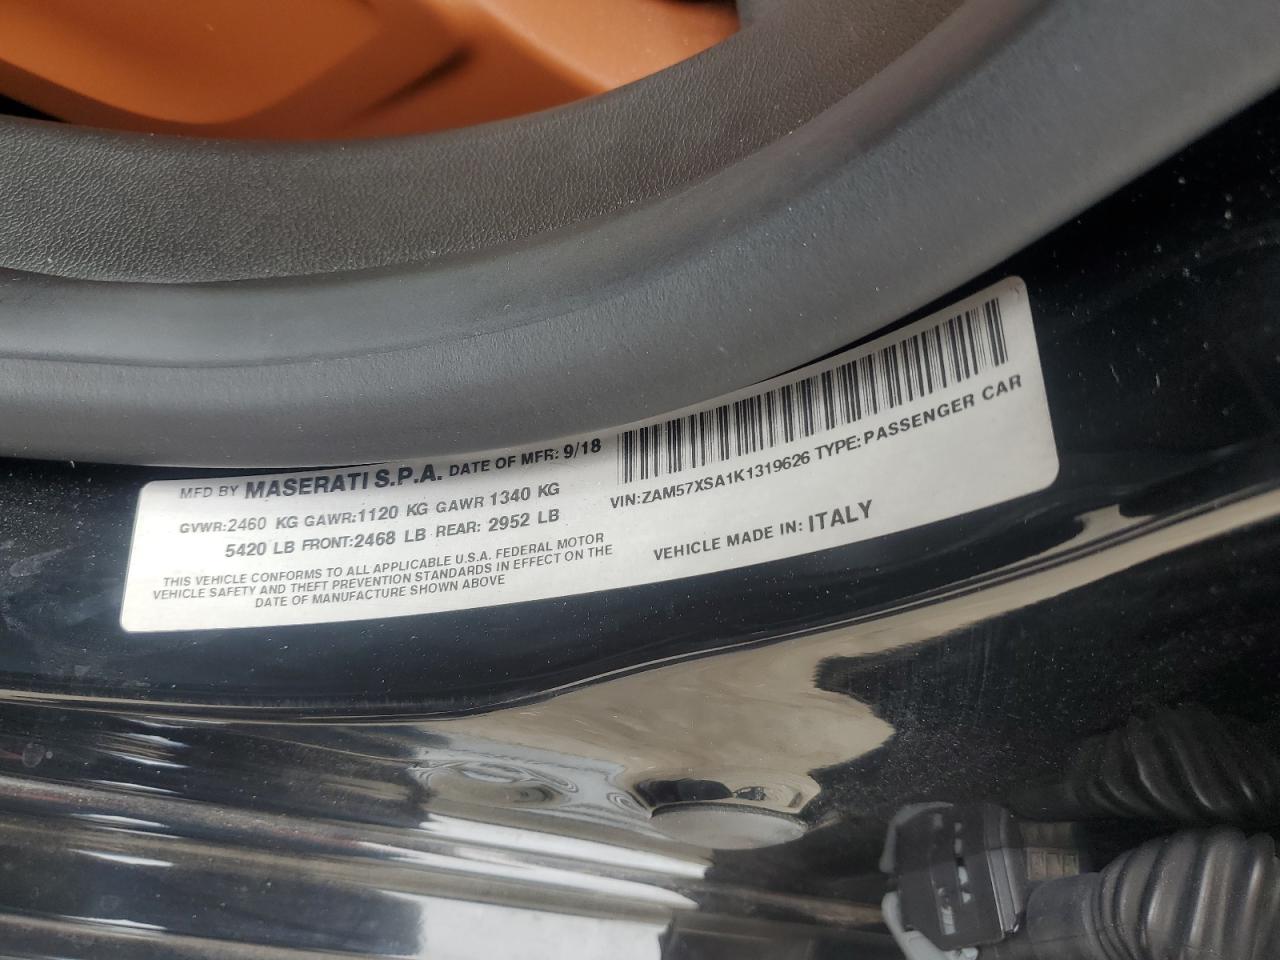 MFD BY MASERATI S.P.A. DATE OF MFR: 9/18
GVWR:2460 KG GAWR:1120 KG GAWR 1340 KG
5420 LB FRONT:2468 LB REAR: 2952 LB
THIS VEHICLE CONFORMS TO ALL APPLICABLE U.S.A. FEDERAL MOTOR
VEHICLE SAFETY AND THEFT PREVENTION STANDARDS IN EFFECT ON THE
DATE OF MANUFACTURE SHOWN ABOVE
VIN:ZAM57XSA1K1319626 TYPE:PASSENGER CAR
VEHICLE MADE IN: ITALY